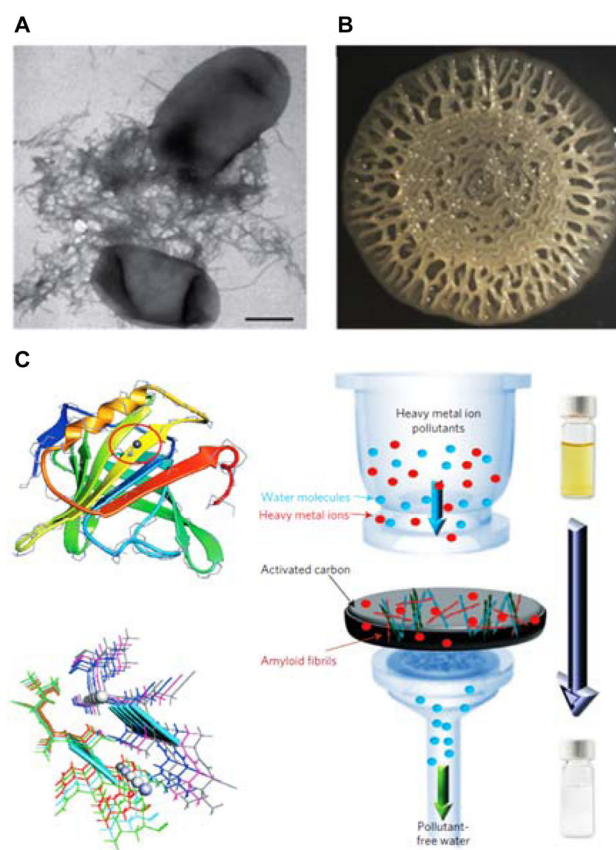 A
B
C
Heavy metal ion
pollutants
Water molecules
Heavy metal ions
Activated carbon
Amyloid fibrils
Pollutant-
free water